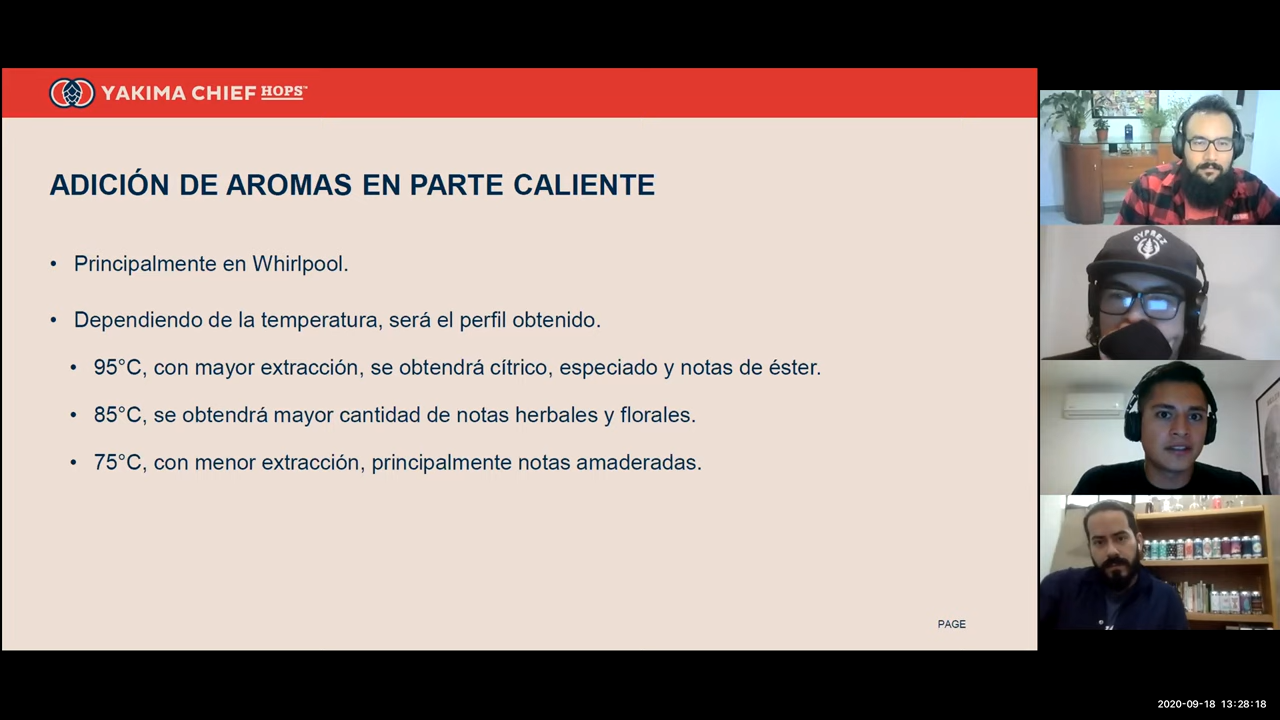 YAKIMA CHIEF HOPS™
ADICIÓN DE AROMAS EN PARTE CALIENTE
• Principalmente en Whirlpool.
• Dependiendo de la temperatura, será el perfil obtenido.
• 95°C, con mayor extracción, se obtendrá cítrico, especiado y notas de éster.
• 85°C, se obtendrá mayor cantidad de notas herbales y florales.
• 75°C, con menor extracción, principalmente notas amaderadas.
PAGE
CYPREZ
2020-09-18 13:28:18